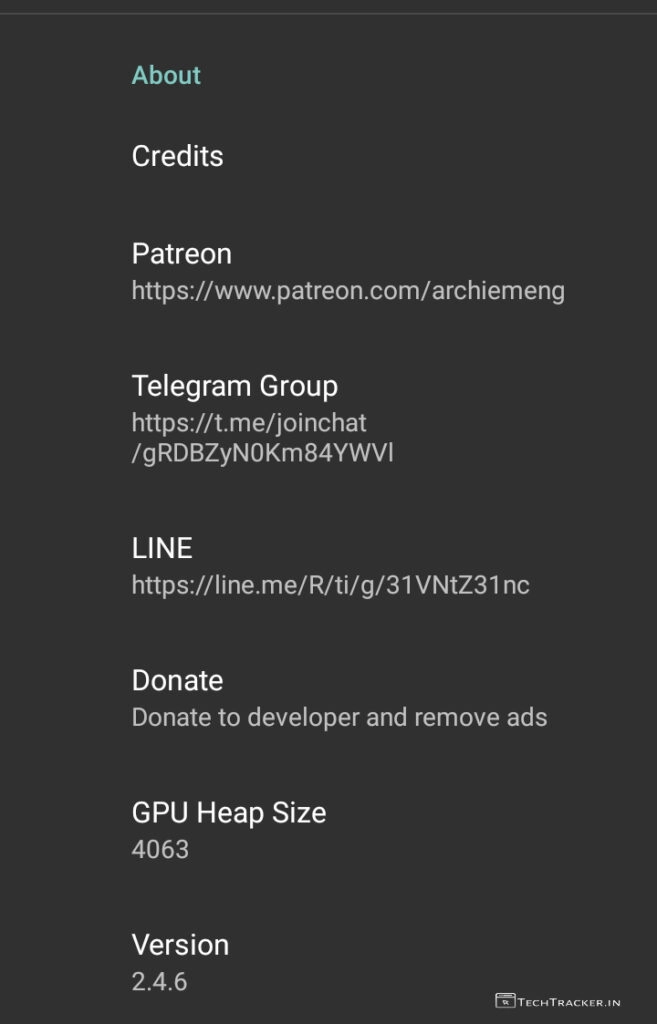 About
Credits
Patreon
https://www.patreon.com/archiemeng
Telegram Group
https://t.me/joinchat
/gRDBZyN0Km84YWVl
LINE
https://line.me/R/ti/g/31VNtZ31nc
Donate
Donate to developer and remove ads
GPU Heap Size
4063
Version
2.4.6
TechTracker.in